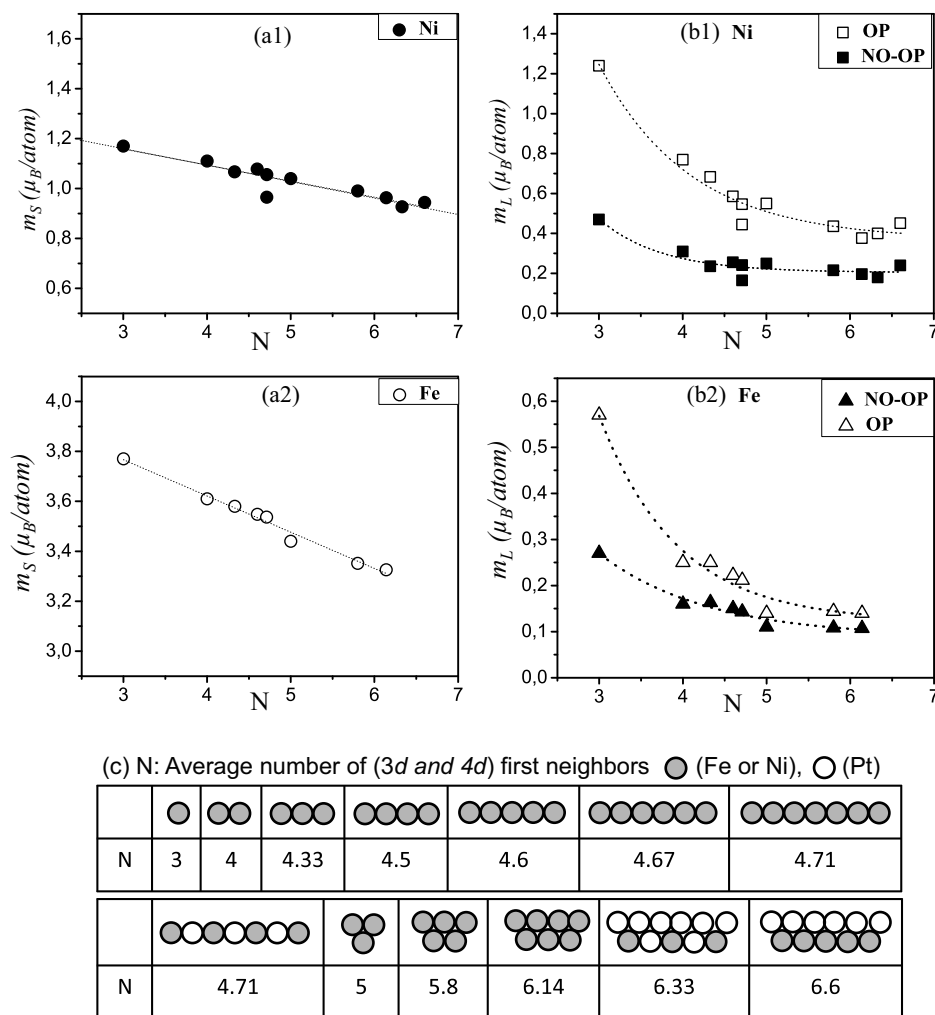 (a1)
Ni
1,6
1,4
1,2
1,0
0,8
0,6
m_S (μ_B/atom)
3 4 5 6 7
N
(b1) Ni
OP
NO-OP
1,4
1,2
1,0
0,8
0,6
0,4
0,2
0,0
m_L (μ_B/atom)
3 4 5 6 7
N
(a2)
Fe
4,0
3,8
3,6
3,4
3,2
3,0
m_S (μ_B/atom)
3 4 5 6 7
N
(b2) Fe
NO-OP
OP
0,6
0,5
0,4
0,3
0,2
0,1
0,0
m_L (μ_B/atom)
3 4 5 6 7
N
(c) N: Average number of (3d and 4d) first neighbors (Fe or Ni), (Pt)
N 3 4 4.33 4.5 4.6 4.67 4.71
N 4.71 5 5.8 6.14 6.33 6.6